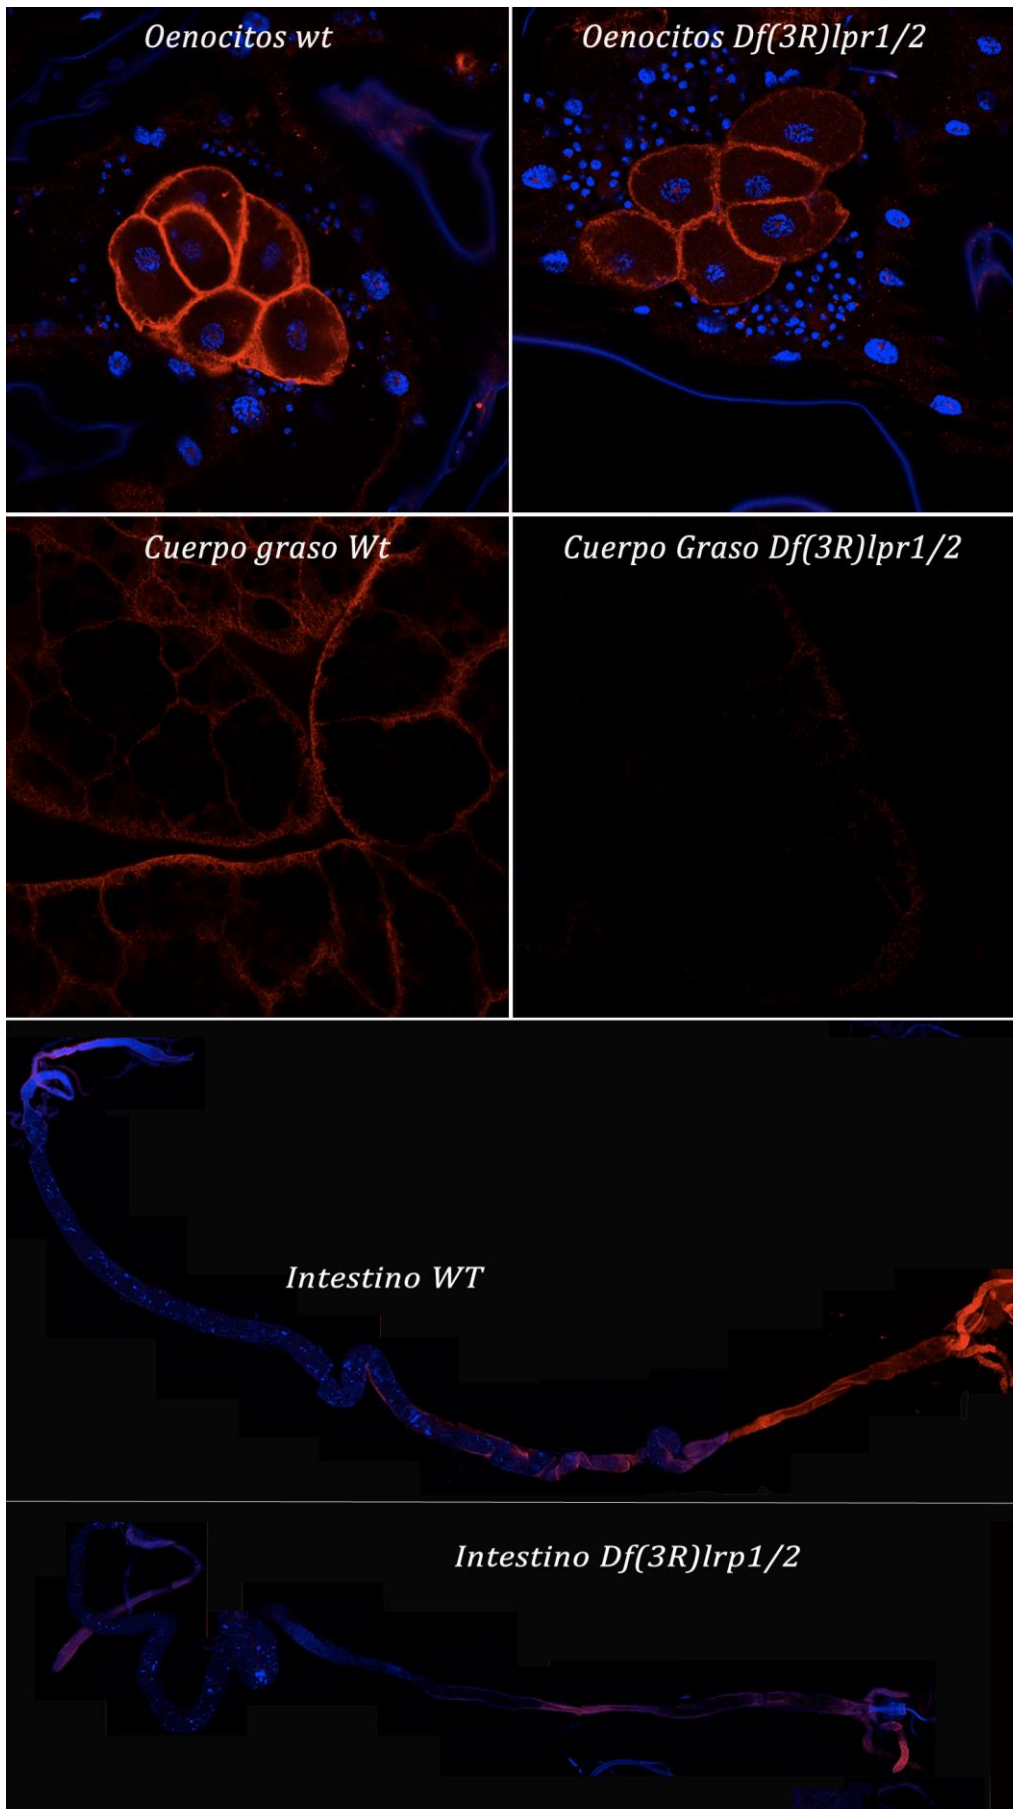 Oenocitos wt
Oenocitos Df(3R)lpr1/2
Cuerpo graso Wt
Cuerpo Graso Df(3R)lpr1/2
Intestino WT
Intestino Df(3R)lrp1/2